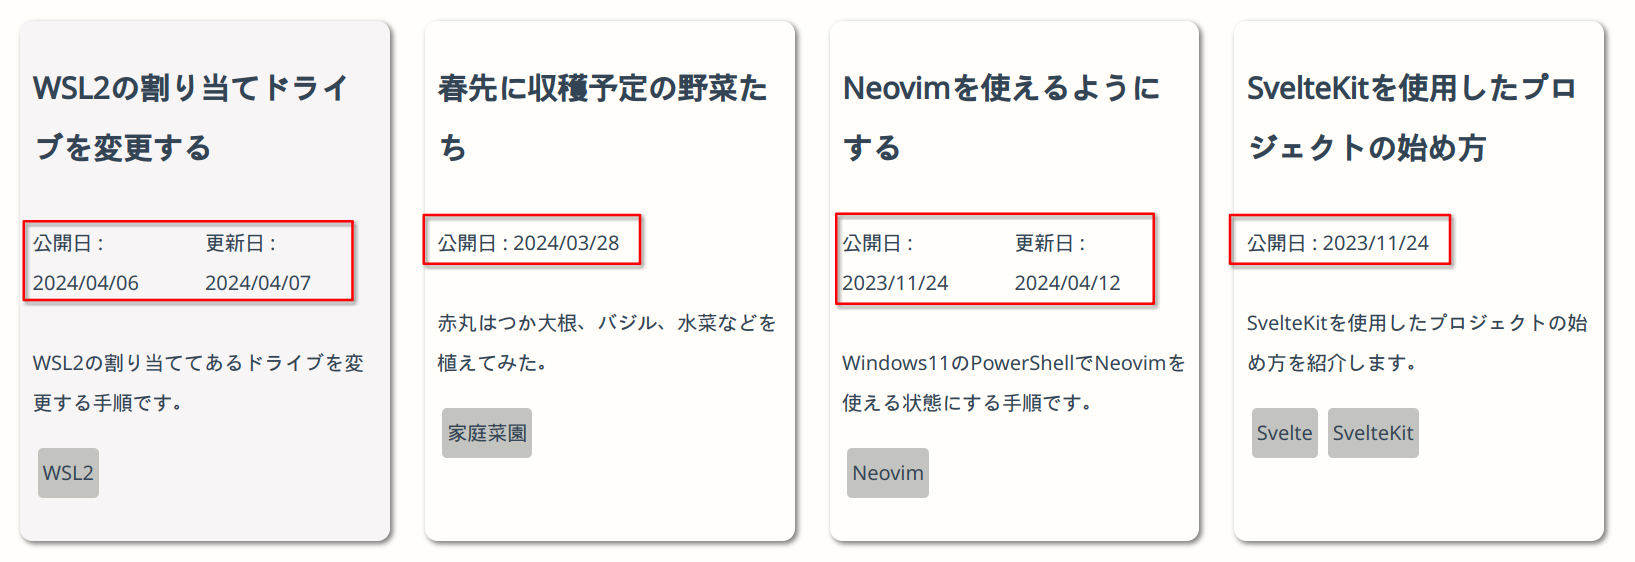 WSL2の割り当てドライ
ブを変更する
公開日 : 更新日 :
2024/04/06 2024/04/07
WSL2の割り当ててあるドライブを変
更する手順です。
WSL2
春先に収穫予定の野菜た
ち
公開日 : 2024/03/28
赤丸はつか大根、バジル、水菜などを
植えてみた。
家庭菜園
Neovimを使えるように
する
公開日 : 更新日 :
2023/11/24 2024/04/12
Windows11のPowerShellでNeovimを
使える状態にする手順です。
Neovim
SvelteKitを使用したプロ
ジェクトの始め方
公開日 : 2023/11/24
SvelteKitを使用したプロジェクトの始
め方を紹介します。
Svelte SvelteKit